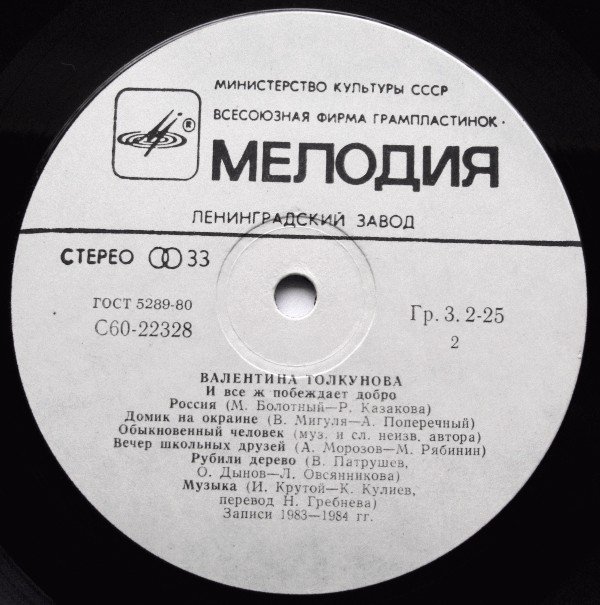 МИНИСТЕРСТВО КУЛЬТУРЫ СССР
ВСЕСОЮЗНАЯ ФИРМА ГРАМПЛАСТИНОК
®
МЕЛОДИЯ
ЛЕНИНГРАДСКИЙ ЗАВОД
СТЕРЕО 33
ГОСТ 5289-80
Гр. 3. 2-25
С60-22328
2
ВАЛЕНТИНА ТОЛКУНОВА
И все ж побеждает добро
Россия (М. Болотный—Р. Казакова)
Домик на окраине (В. Мигуля—А. Поперечный)
Обыкновенный человек (муз. и сл. неизв. автора)
Вечер школьных друзей (А. Морозов—М. Рябинин)
Рубили дерево (В. Патрушев,
О. Дынов—Л. Овсянникова)
Музыка (И. Крутой—К. Кулиев,
перевод Н. Гребнева)
Записи 1983—1984 гг.